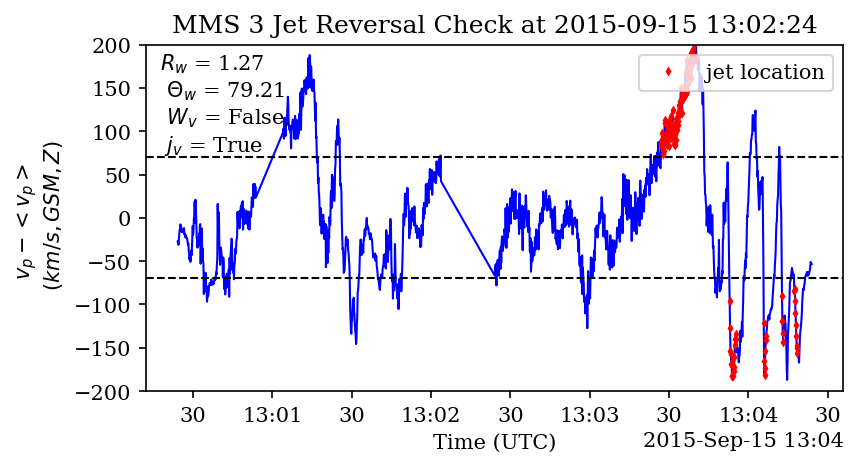 MMS 3 Jet Reversal Check at 2015-09-15 13:02:24
200
150
100
50
0
−50
−100
−150
−200
v_p − <v_p>
(km/s, GSM, Z)
R_w = 1.27
Θ_w = 79.21
W_v = False
j_v = True
jet location
30 13:01 30 13:02 30 13:03 30 13:04 30
Time (UTC)
2015-Sep-15 13:04